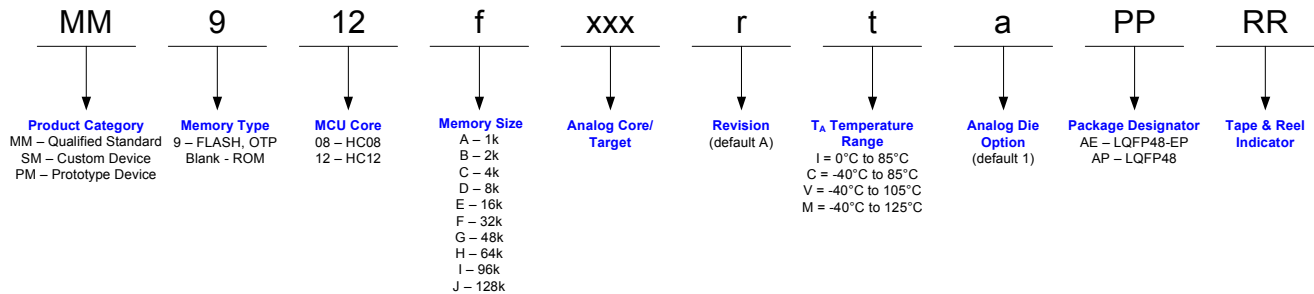 MM 9 12 f xxx r t a PP RR
Product Category
MM – Qualified Standard
SM – Custom Device
PM – Prototype Device
Memory Type
9 – FLASH, OTP
Blank - ROM
MCU Core
08 – HC08
12 – HC12
Memory Size
A – 1k
B – 2k
C – 4k
D – 8k
E – 16k
F – 32k
G – 48k
H – 64k
I – 96k
J – 128k
Analog Core/
Target
Revision
(default A)
TA Temperature
Range
I = 0°C to 85°C
C = -40°C to 85°C
V = -40°C to 105°C
M = -40°C to 125°C
Analog Die
Option
(default 1)
Package Designator
AE – LQFP48-EP
AP – LQFP48
Tape & Reel
Indicator